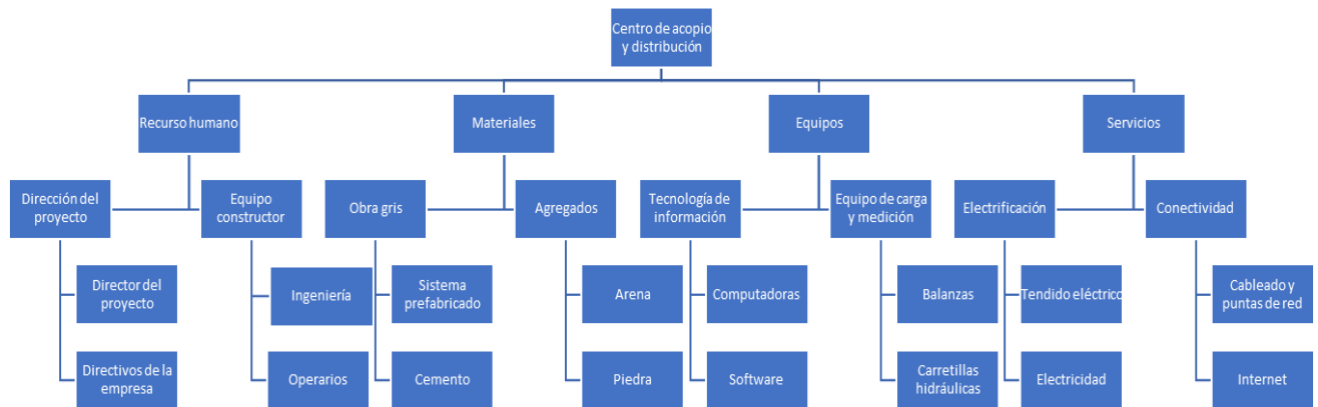 Centro de acopio
y distribución
Recurso humano
Materiales
Equipos
Servicios
Dirección del
proyecto
Equipo
constructor
Obra gris
Agregados
Tecnología de
información
Equipo de carga
y medición
Electrificación
Conectividad
Director del
proyecto
Ingeniería
Sistema
prefabricado
Arena
Computadoras
Balanzas
Tendido eléctrico
Cableado y
puntas de red
Directivos de la
empresa
Operarios
Cemento
Piedra
Software
Carretillas
hidráulicas
Electricidad
Internet